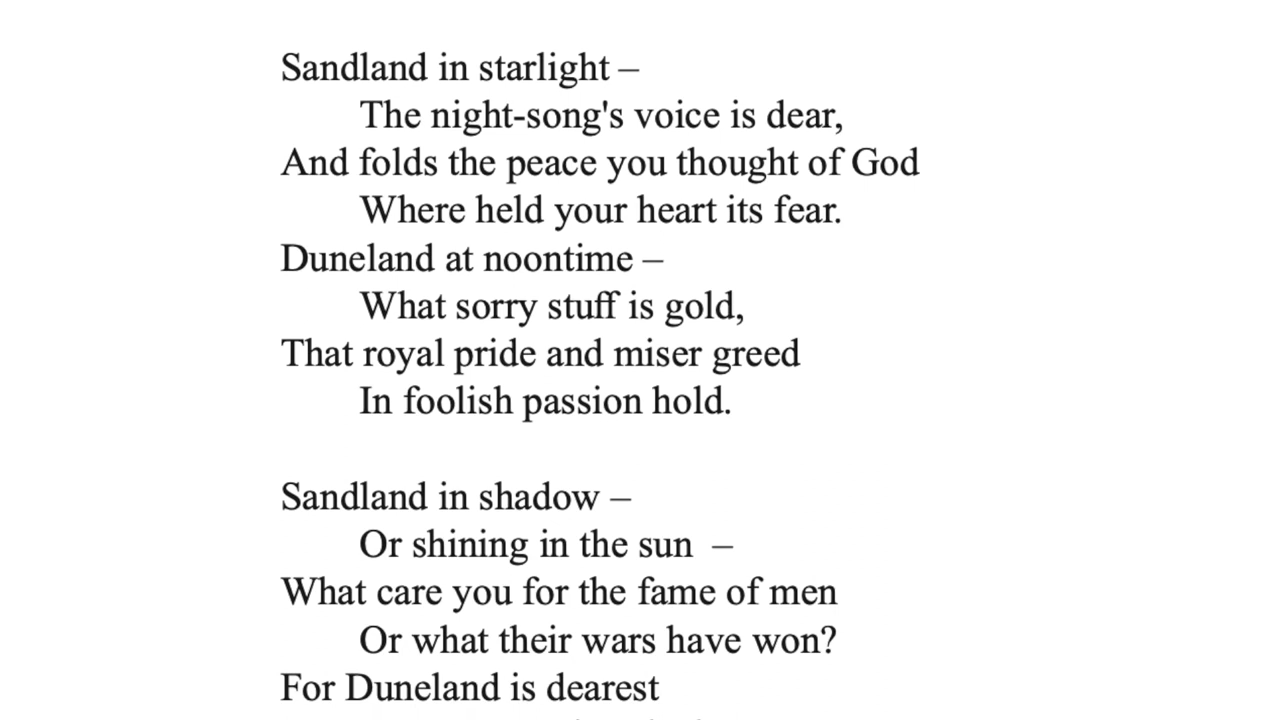 Sandland in starlight –
The night-song's voice is dear,
And folds the peace you thought of God
Where held your heart its fear.
Duneland at noontime –
What sorry stuff is gold,
That royal pride and miser greed
In foolish passion hold.
Sandland in shadow –
Or shining in the sun –
What care you for the fame of men
Or what their wars have won?
For Duneland is dearest